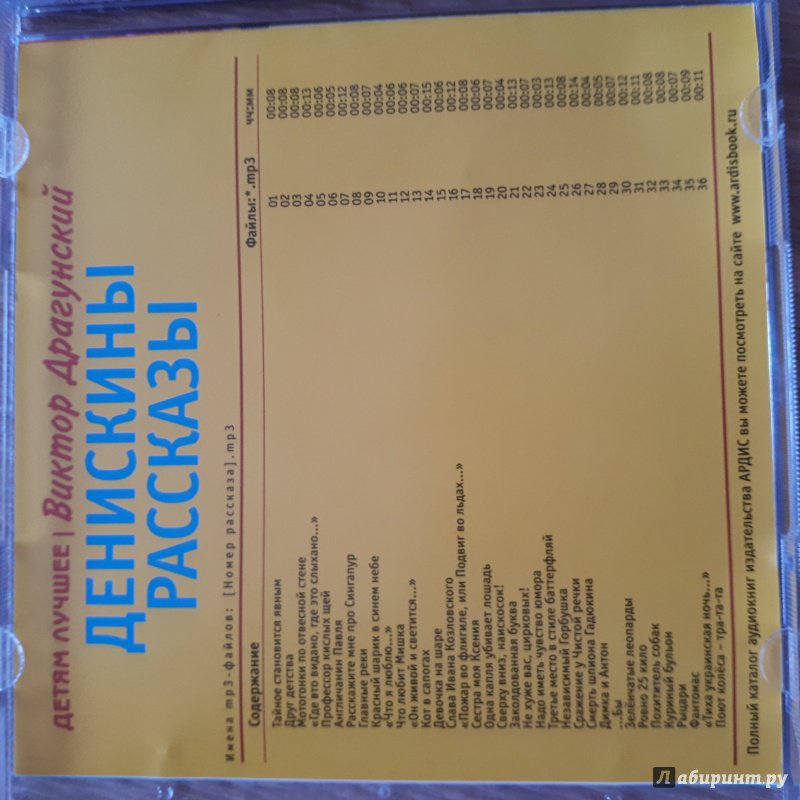 ДЕТЯМ ЛУЧШЕЕ | Виктор Драгунский
ДЕНИСКИНЫ
РАССКАЗЫ
Имена mp3-файлов: [Номер рассказа].mp3
Содержание Файлы:*.mp3 чч:мм
Тайное становится явным 01 00:08
Друг детства 02 00:08
Мотогонки по отвесной стене 03 00:08
«Где вто видано, где это слыхано...» 04 00:13
Профессор кислых щей 05 00:06
Англичанин Павля 06 00:05
Расскажите мне про Сингапур 07 00:12
Главные реки 08 00:08
Красный шарик в синем небе 09 00:07
«Что я люблю...» 10 00:04
Что любит Мишка 11 00:06
«Он живой и светится...» 12 00:06
Кот в сапогах 13 00:07
Девочка на шаре 14 00:15
Слава Ивана Козловского 15 00:06
«Пожар во флигиле, или Подвиг во льдах...» 16 00:12
Сестра моя Ксения 17 00:08
Одна капля убивает лошадь 18 00:06
Сверху вниз, наискосок! 19 00:07
Заколдованная буква 20 00:04
Не хуже вас, цирковых! 21 00:13
Надо иметь чувство юмора 22 00:07
Третье место в стиле баттерфляй 23 00:03
Независимый Горбушка 24 00:13
Сражение у Чистой речки 25 00:08
Смерть шпиона Гадюкина 26 00:14
Димка и Антон 27 00:04
...Бы 28 00:05
Зелёнчатые леопарды 29 00:07
Ровно 25 кило 30 00:12
Похититель собак 31 00:11
Куриный бульон 32 00:08
Рыцари 33 00:08
Фантомас 34 00:07
«Тиха украинская ночь...» 35 00:09
Поют колёса – тра-та-та 36 00:11
Полный каталог аудиокниг издательства АРДИС вы можете посмотреть на сайте www.ardisbook.ru
Лабиринт.ру